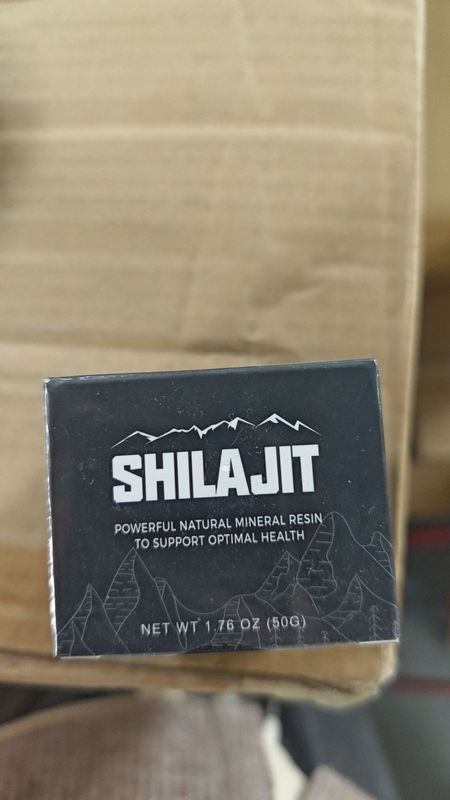 SHILAJIT
POWERFUL NATURAL MINERAL RESIN
TO SUPPORT OPTIMAL HEALTH
NET WT 1.76 OZ (50G)